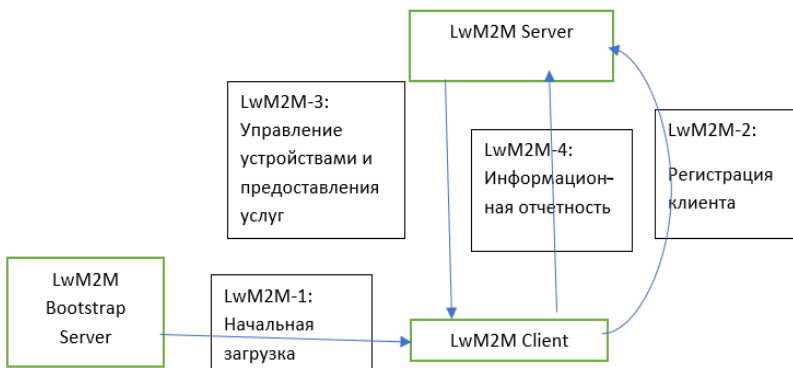 LwM2M Server
LwM2M-3:
Управление
устройствами и
предоставления
услуг
LwM2M-4:
Информацион-
ная отчетность
LwM2M-2:
Регистрация
клиента
LwM2M
Bootstrap
Server
LwM2M-1:
Начальная
загрузка
LwM2M Client